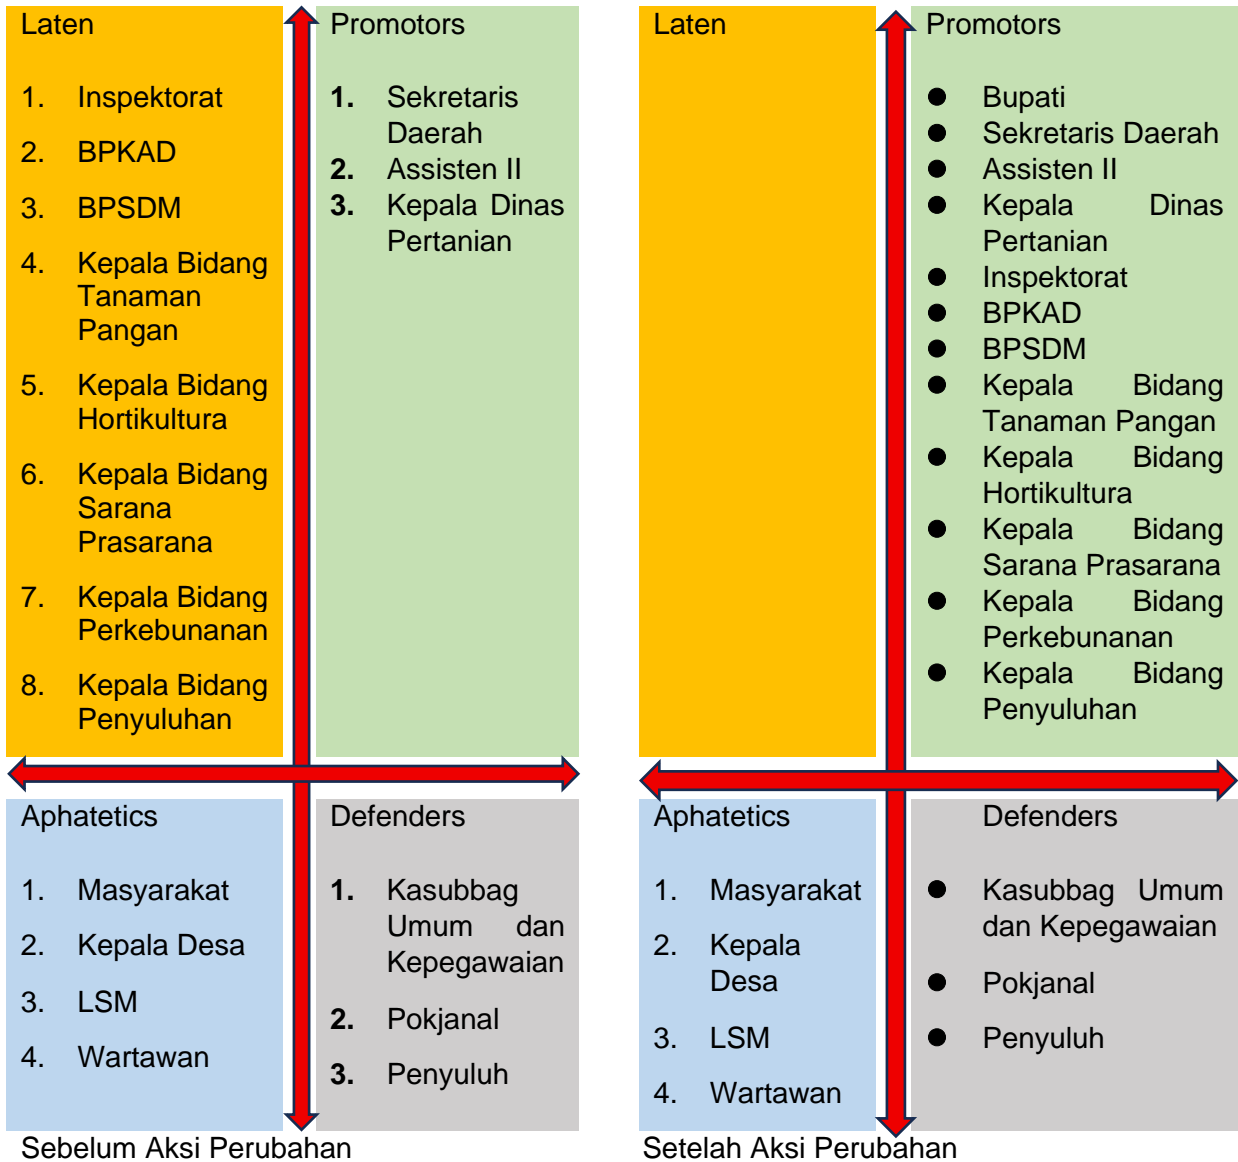 Laten
1. Inspektorat
2. BPKAD
3. BPSDM
4. Kepala Bidang
Tanaman
Pangan
5. Kepala Bidang
Hortikultura
6. Kepala Bidang
Sarana
Prasarana
7. Kepala Bidang
Perkebunanan
8. Kepala Bidang
Penyuluhan
Promotors
1. Sekretaris
Daerah
2. Assisten II
3. Kepala Dinas
Pertanian
Aphatetics
1. Masyarakat
2. Kepala Desa
3. LSM
4. Wartawan
Defenders
1. Kasubbag
Umum dan
Kepegawaian
2. Pokjanal
3. Penyuluh
Sebelum Aksi Perubahan
Laten
Promotors
● Bupati
● Sekretaris Daerah
● Assisten II
● Kepala Dinas
Pertanian
● Inspektorat
● BPKAD
● BPSDM
● Kepala Bidang
Tanaman Pangan
● Kepala Bidang
Hortikultura
● Kepala Bidang
Sarana Prasarana
● Kepala Bidang
Perkebunanan
● Kepala Bidang
Penyuluhan
Aphatetics
1. Masyarakat
2. Kepala
Desa
3. LSM
4. Wartawan
Defenders
● Kasubbag Umum
dan Kepegawaian
● Pokjanal
● Penyuluh
Setelah Aksi Perubahan